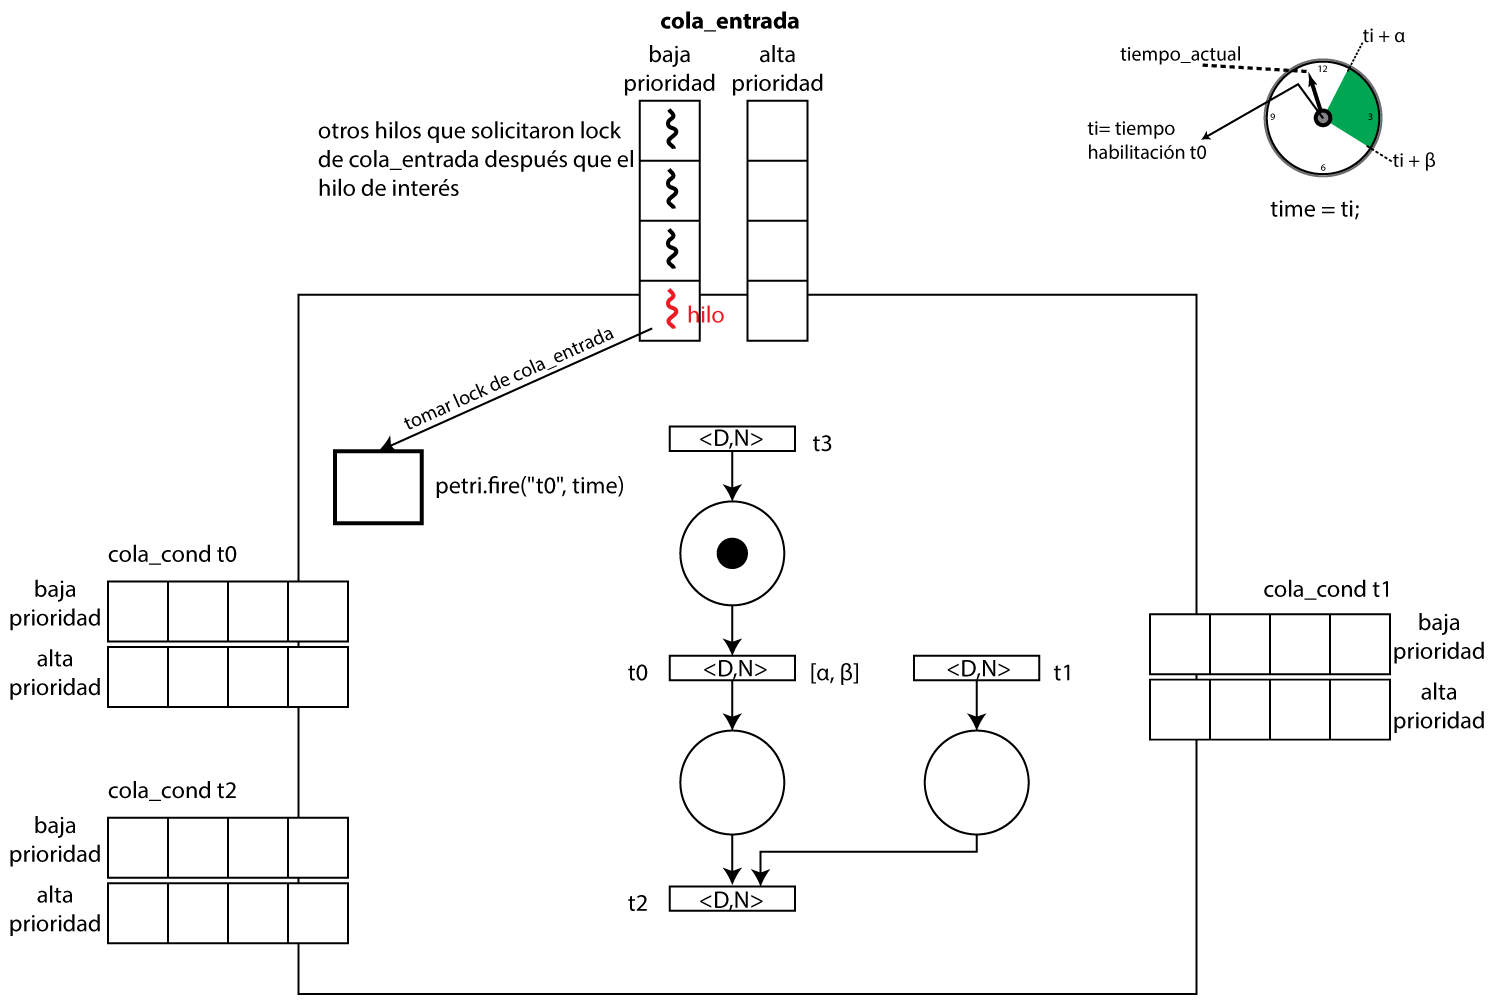 cola_entrada
baja
prioridad
alta
prioridad
otros hilos que solicitaron lock
de cola_entrada después que el
hilo de interés
hilo
tomar lock de cola_entrada
petri.fire("t0", time)
tiempo_actual
ti + α
12
3
6
9
ti= tiempo
habilitación t0
ti + β
time = ti;
<D,N>
t3
cola_cond t0
baja
prioridad
alta
prioridad
t0
<D,N>
[α, β]
<D,N>
t1
cola_cond t1
baja
prioridad
alta
prioridad
cola_cond t2
baja
prioridad
alta
prioridad
t2
<D,N>